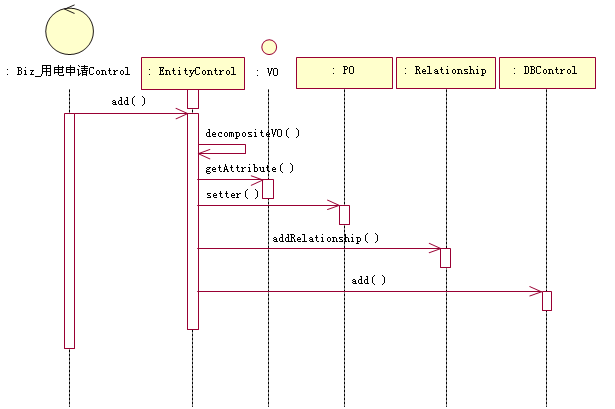 : Biz_用电申请Control
: EntityControl
: VO
: PO
: Relationship
: DBControl
add( )
decompositeVO( )
getAttribute( )
setter( )
addRelationship( )
add( )